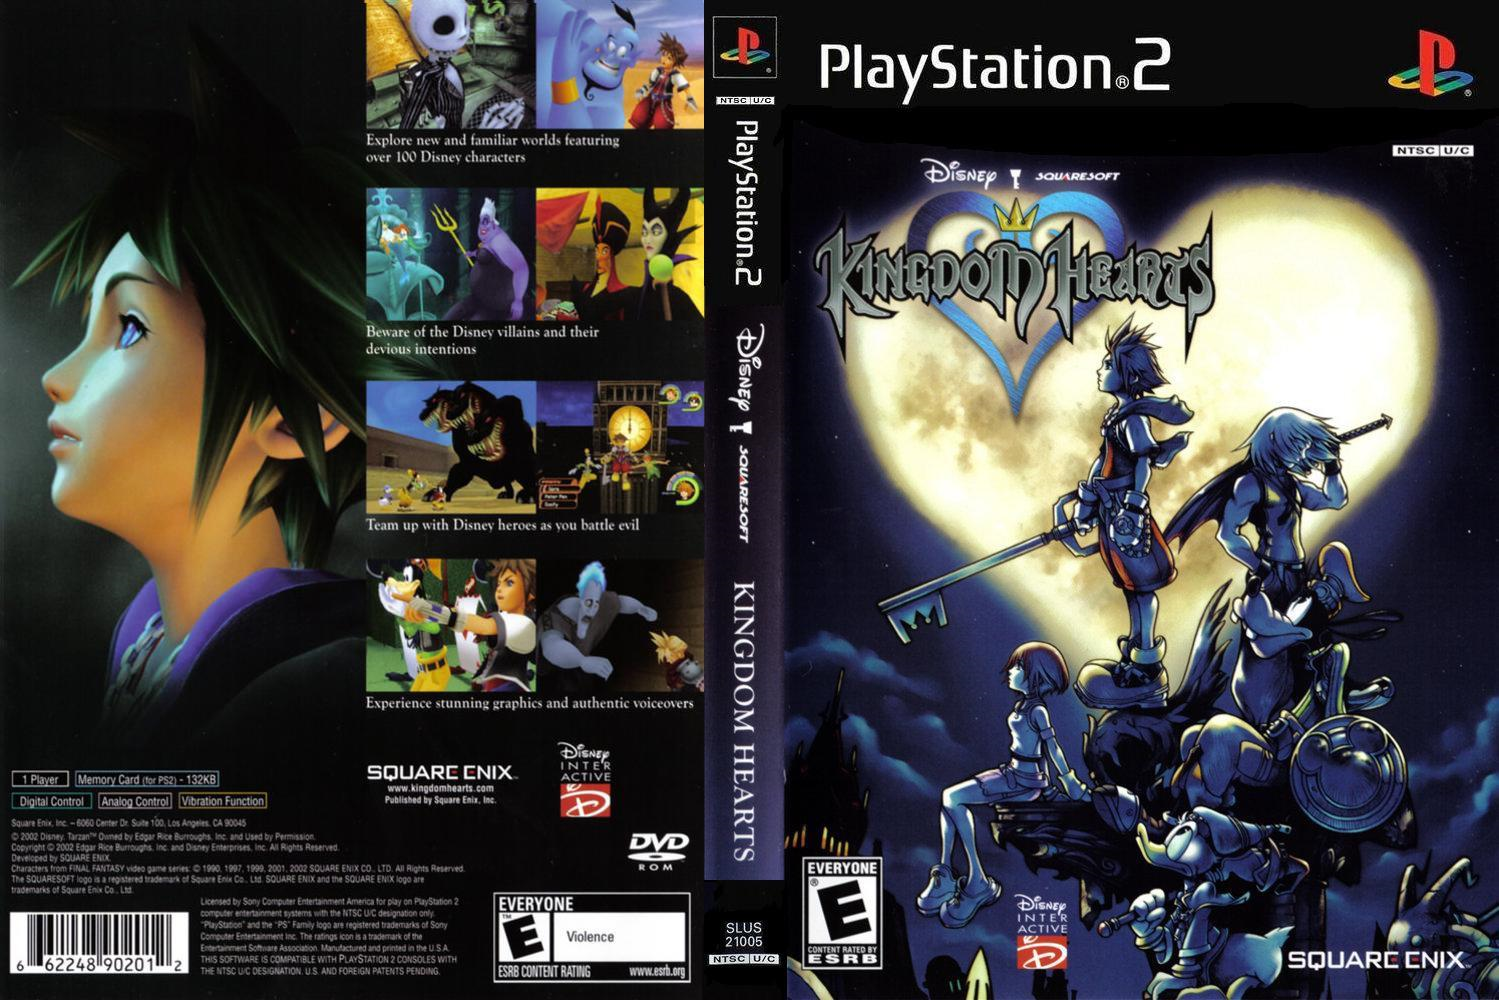 Explore new and familiar worlds featuring
over 100 Disney characters
Beware of the Disney villains and their
devious intentions
Team up with Disney heroes as you battle evil
Experience stunning graphics and authentic voiceovers
SQUARE ENIX™
www.kingdomhearts.com
Published by Square Enix, Inc.
Disney
INTER
ACTIVE
D
1 Player
Memory Card (for PS2) - 132KB
Digital Control
Analog Control
Vibration Function
Square Enix, Inc. – 6060 Center Dr. Suite 100, Los Angeles, CA 90045
© 2002 Disney. Tarzan™ Owned by Edgar Rice Burroughs, Inc. and Used by Permission.
Copyright © 2002 Edgar Rice Burroughs, Inc. and Disney Enterprises, Inc. All Rights Reserved.
Developed by SQUARE ENIX.
Characters from FINAL FANTASY video game series: © 1990, 1997, 1999, 2001, 2002 SQUARE ENIX CO., LTD. All Rights Reserved.
The SQUARESOFT logo is a registered trademark of Square Enix Co., Ltd. SQUARE ENIX and the SQUARE ENIX logo are
trademarks of Square Enix Co., Ltd.
DVD
ROM
6 62248 90201 2
Licensed by Sony Computer Entertainment America for play on PlayStation 2
computer entertainment systems with the NTSC U/C designation only.
"PlayStation" and the "PS" Family logo are registered trademarks of Sony
Computer Entertainment Inc. The ratings icon is a trademark of the
Entertainment Software Association. Manufactured and printed in the U.S.A.
THIS SOFTWARE IS COMPATIBLE WITH PLAYSTATION 2 CONSOLES WITH
THE NTSC U/C DESIGNATION. U.S. AND FOREIGN PATENTS PENDING.
EVERYONE
E™
Violence
ESRB CONTENT RATING www.esrb.org
NTSC U/C
PlayStation®2
Disney
SQUARESOFT
KINGDOM HEARTS
SLUS
21005
NTSC U/C
PlayStation®2
NTSC U/C
Disney SQUARESOFT
KINGDOM HEARTS
EVERYONE
E®
CONTENT RATED BY
ESRB
Disney
INTER
ACTIVE
D
SQUARE ENIX™